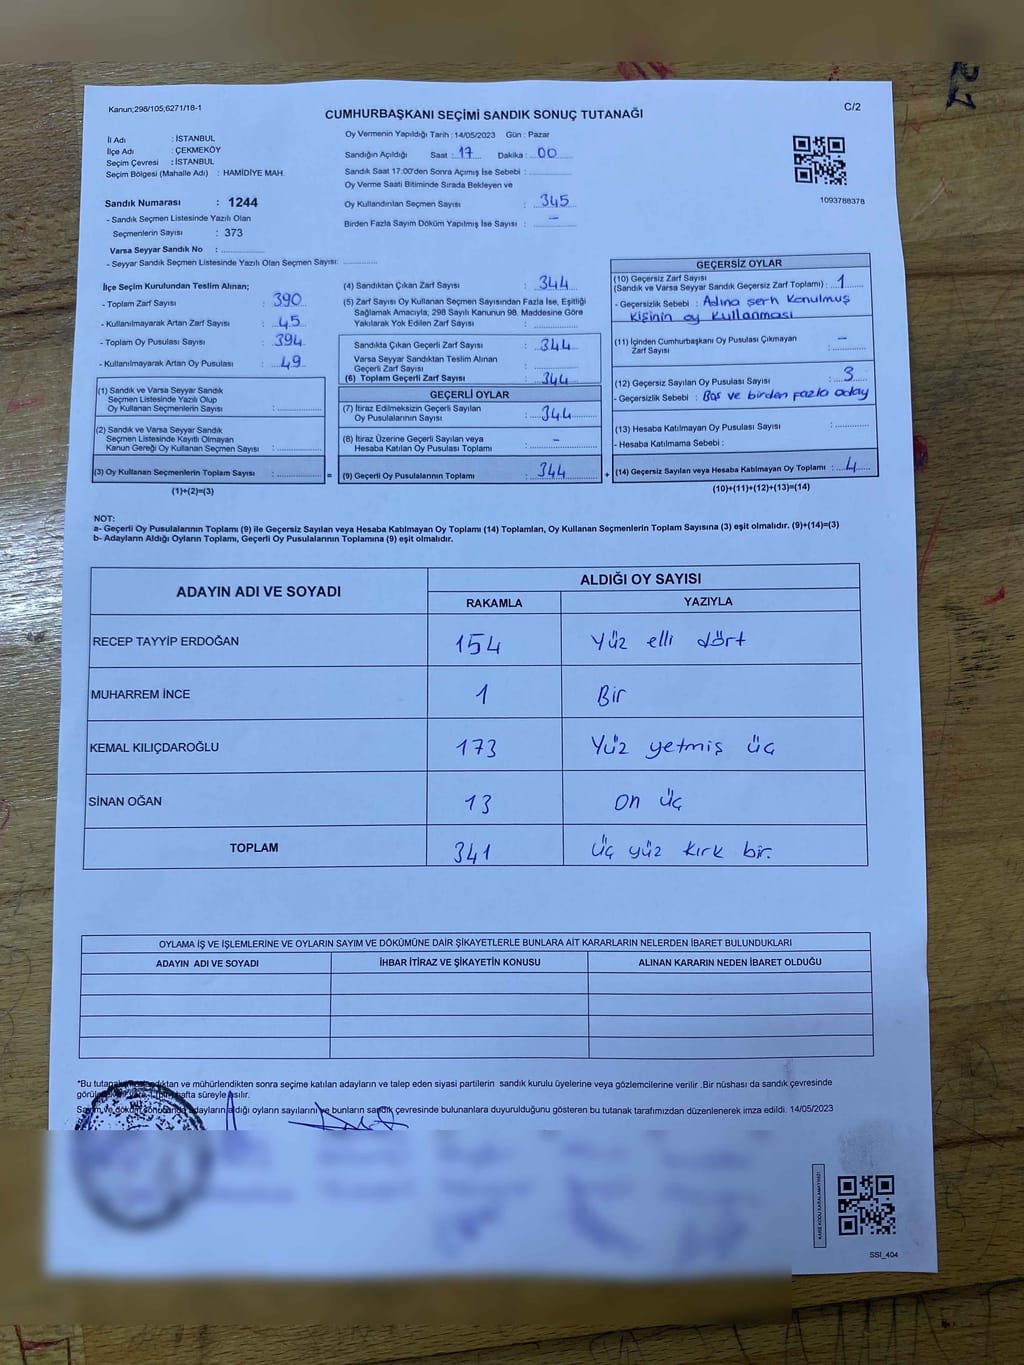 Kanun;298/105;6271/18-1
C/2
CUMHURBAŞKANI SEÇİMİ SANDIK SONUÇ TUTANAĞI
İl Adı : İSTANBUL
İlçe Adı : ÇEKMEKÖY
Seçim Çevresi : İSTANBUL
Seçim Bölgesi (Mahalle Adı) : HAMİDİYE MAH.
Sandık Numarası : 1244
- Sandık Seçmen Listesinde Yazılı Olan
Seçmenlerin Sayısı : 373
Varsa Seyyar Sandık No : ..............
- Seyyar Sandık Seçmen Listesinde Yazılı Olan Seçmen Sayısı: ..............
Oy Vermenin Yapıldığı Tarih : 14/05/2023 Gün : Pazar
Sandığın Açıldığı Saat : 17 Dakika : 00
Sandık Saat 17:00'den Sonra Açımış İse Sebebi : ..............
Oy Verme Saati Bitiminde Sırada Bekleyen ve
Oy Kullandırılan Seçmen Sayısı : 345
Birden Fazla Sayım Döküm Yapılmış İse Sayısı : —
1093788378
İlçe Seçim Kurulundan Teslim Alınan;
- Toplam Zarf Sayısı : 390
- Kullanılmayarak Artan Zarf Sayısı : 45
- Toplam Oy Pusulası Sayısı : 394
- Kullanılmayarak Artan Oy Pusulası : 49
(1) Sandık ve Varsa Seyyar Sandık
Seçmen Listesinde Yazılı Olup
Oy Kullanan Seçmenlerin Sayısı : ..............
(2) Sandık ve Varsa Seyyar Sandık
Seçmen Listesinde Kayıtlı Olmayan
Kanun Gereği Oy Kullanan Seçmen Sayısı : ..............
(3) Oy Kullanan Seçmenlerin Toplam Sayısı : ..............
(1)+(2)=(3)
(4) Sandıktan Çıkan Zarf Sayısı : 344
(5) Zarf Sayısı Oy Kullanan Seçmen Sayısından Fazla İse, Eşitliği
Sağlamak Amacıyla; 298 Sayılı Kanunun 98. Maddesine Göre
Yakılarak Yok Edilen Zarf Sayısı : ..............
Sandıkta Çıkan Geçerli Zarf Sayısı : 344
Varsa Seyyar Sandıktan Teslim Alınan
Geçerli Zarf Sayısı : ..............
(6) Toplam Geçerli Zarf Sayısı : 344
GEÇERLİ OYLAR
(7) İtiraz Edilmeksizin Geçerli Sayılan
Oy Pusulalarının Sayısı : 344
(8) İtiraz Üzerine Geçerli Sayılan veya
Hesaba Katılan Oy Pusulası Toplamı : —
= (9) Geçerli Oy Pusulalarının Toplamı : 344 +
GEÇERSİZ OYLAR
(10) Geçersiz Zarf Sayısı
(Sandık ve Varsa Seyyar Sandık Geçersiz Zarf Toplamı) : 1
- Geçersizlik Sebebi : Adına şerh konulmuş
kişinin oy kullanması
(11) İçinden Cumhurbaşkanı Oy Pusulası Çıkmayan
Zarf Sayısı : —
(12) Geçersiz Sayılan Oy Pusulası Sayısı : 3
- Geçersizlik Sebebi : Boş ve birden fazla aday
(13) Hesaba Katılmayan Oy Pusulası Sayısı : ..............
- Hesaba Katılmama Sebebi :
(14) Geçersiz Sayılan veya Hesaba Katılmayan Oy Toplamı : 4
(10)+(11)+(12)+(13)=(14)
NOT:
a- Geçerli Oy Pusulalarının Toplamı (9) ile Geçersiz Sayılan veya Hesaba Katılmayan Oy Toplamı (14) Toplamları, Oy Kullanan Seçmenlerin Toplam Sayısına (3) eşit olmalıdır. (9)+(14)=(3)
b- Adayların Aldığı Oyların Toplamı, Geçerli Oy Pusulalarının Toplamına (9) eşit olmalıdır.
ADAYIN ADI VE SOYADI
ALDIĞI OY SAYISI
RAKAMLA YAZIYLA
RECEP TAYYİP ERDOĞAN 154 Yüz elli dört
MUHARREM İNCE 1 Bir
KEMAL KILIÇDAROĞLU 173 Yüz yetmiş üç
SİNAN OĞAN 13 on üç
TOPLAM 341 üç yüz kırk bir.
OYLAMA İŞ VE İŞLEMLERİNE VE OYLARIN SAYIM VE DÖKÜMÜNE DAİR ŞİKAYETLERLE BUNLARA AİT KARARLARIN NELERDEN İBARET BULUNDUKLARI
ADAYIN ADI VE SOYADI İHBAR İTİRAZ VE ŞİKAYETİN KONUSU ALINAN KARARIN NEDEN İBARET OLDUĞU
*Bu ve mühürlendikten sonra seçime katılan adayların ve talep eden siyasi partilerin sandık kurulu üyelerine veya gözlemcilerine verilir .Bir nüshası da sandık çevresinde
hafta süreyle asılır.
adayların aldığı oyların sayılarını ve bunların sandık çevresinde bulunanlara duyurulduğunu gösteren bu tutanak tarafımızdan düzenlenerek imza edildi. 14/05/2023
SSI_404